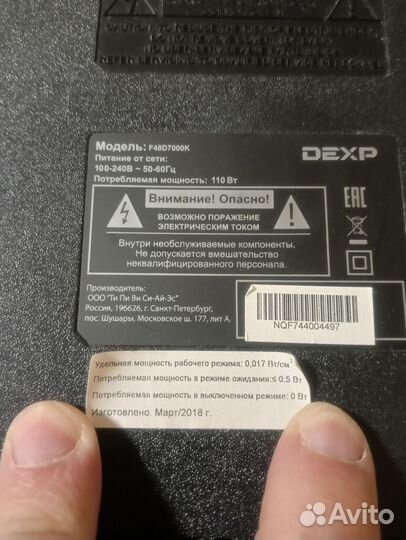 Модель: F48D7000K
DEXP
Питание от сети:
100-240В ~ 50-60Гц
Потребляемая мощность: 110 Вт
Внимание! Опасно!
ВОЗМОЖНО ПОРАЖЕНИЕ
ЭЛЕКТРИЧЕСКИМ ТОКОМ
EAC
Внутри необслуживаемые компоненты.
Не допускается вмешательство
неквалифицированного персонала.
Производитель:
ООО "Ти Пи Ви Си-Ай-Эс"
Россия, 196626, г. Санкт-Петербург,
пос. Шушары, Московское ш. 177, лит А.
NQF744004497
Удельная мощность рабочего режима: 0,017 Вт/см²
Потребляемая мощность в режиме ожидания:≤ 0,5 Вт
Потребляемая мощность в выключенном режиме: 0 Вт
Изготовлено. Март/2018 г.
Avito